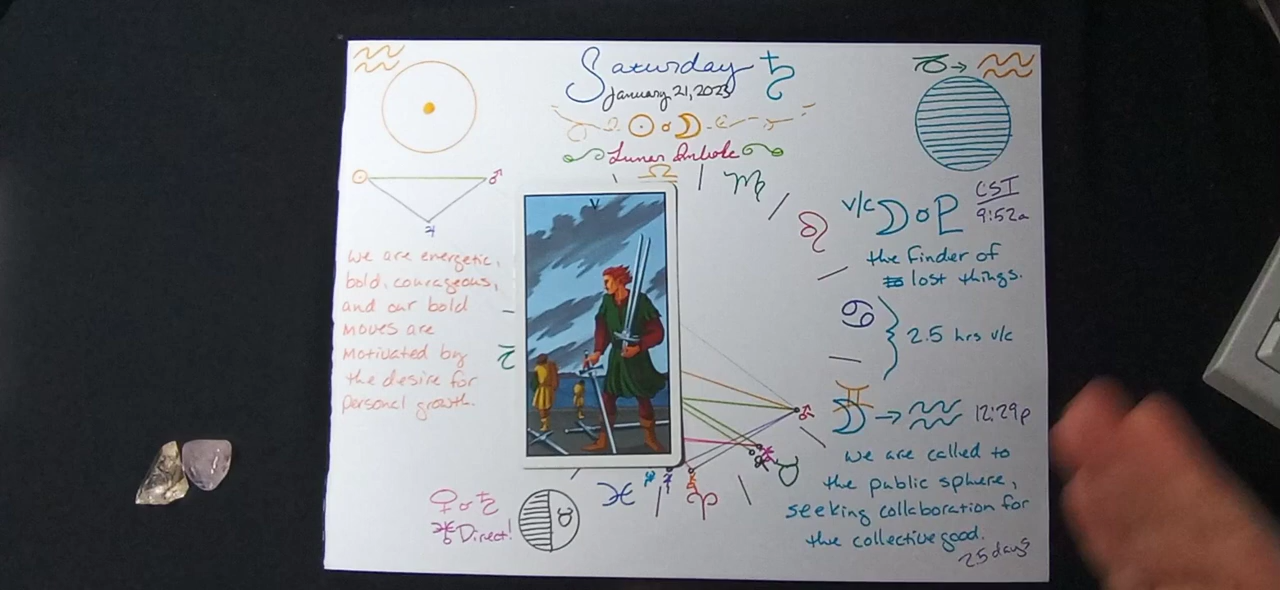 Saturday ♄
January 21, 2023
☉ ☌ ☽
Lunar Imbolc
♒
♑→♒
☉ ♂
♃
We are energetic,
bold, courageous,
and our bold
moves are
motivated by
the desire for
personal growth.
V
♎
♍
♌
♋
♊
♉
♈
♓
♂
v/c ☽ ☌ ♇
CST
9:52a
the finder of
lost things.
2.5 hrs v/c
☽→♒ 12:29p
We are called to
the public sphere,
seeking collaboration for
the collective good.
25 days
♀ ☌ ♄
♅ Direct!
♉